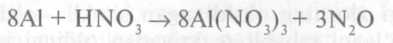 8Al + HNO₃ → 8Al(NO₃)₃ + 3N₂O